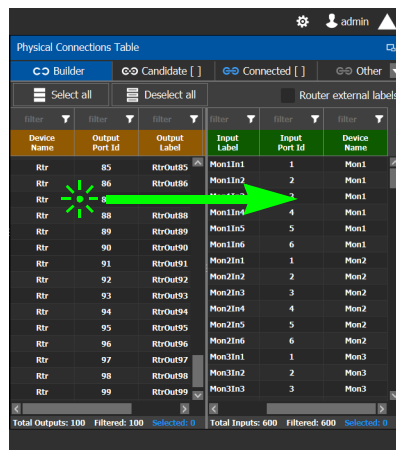 admin
Physical Connections Table
Builder Candidate [ ] Connected [ ] Other
Select all Deselect all Router external labels
filter filter filter filter filter filter
Device Name Output Port Id Output Label Input Label Input Port Id Device Name
Rtr 85 RtrOut85 Mon1In1 1 Mon1
Rtr 86 RtrOut86 Mon1In2 2 Mon1
Rtr Mon1
Rtr 88 RtrOut88 Mon1In4 4 Mon1
Rtr 89 RtrOut89 Mon1In5 5 Mon1
Rtr 90 RtrOut90 Mon1In6 6 Mon1
Rtr 91 RtrOut91 Mon2In1 1 Mon2
Rtr 92 RtrOut92 Mon2In2 2 Mon2
Rtr 93 RtrOut93 Mon2In3 3 Mon2
Rtr 94 RtrOut94 Mon2In4 4 Mon2
Rtr 95 RtrOut95 Mon2In5 5 Mon2
Rtr 96 RtrOut96 Mon2In6 6 Mon2
Rtr 97 RtrOut97 Mon3In1 1 Mon3
Rtr 98 RtrOut98 Mon3In2 2 Mon3
Rtr 99 RtrOut99 Mon3In3 3 Mon3
Total Outputs: 100 Filtered: 100 Selected: 0 Total Inputs: 600 Filtered: 600 Selected: 0